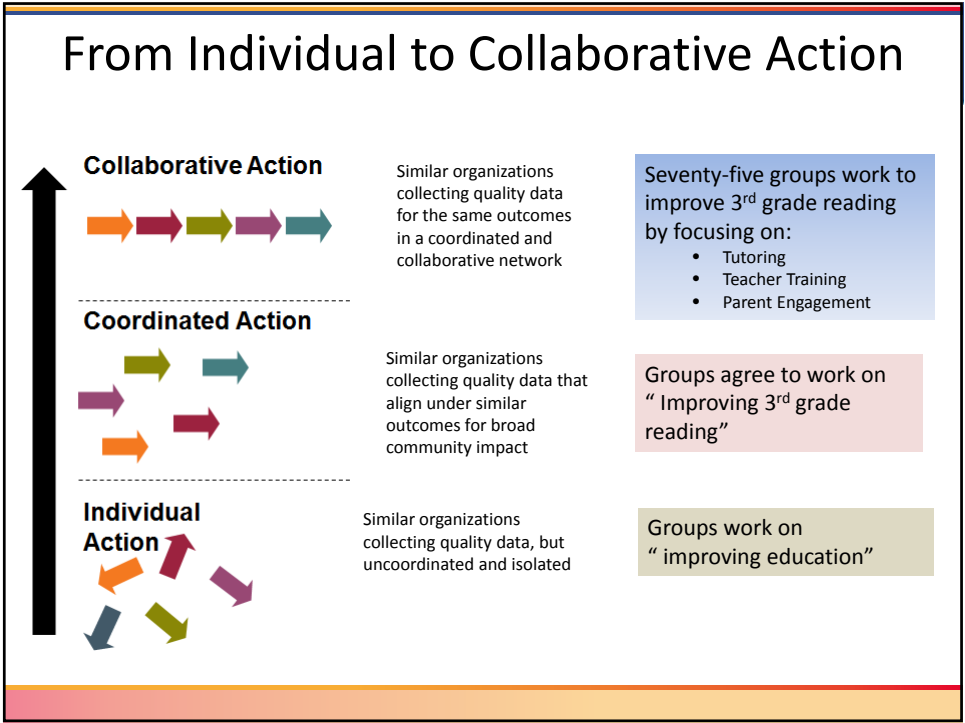 From Individual to Collaborative Action
Collaborative Action
Similar organizations
collecting quality data
for the same outcomes
in a coordinated and
collaborative network
Seventy-five groups work to
improve 3rd grade reading
by focusing on:
• Tutoring
• Teacher Training
• Parent Engagement
Coordinated Action
Similar organizations
collecting quality data that
align under similar
outcomes for broad
community impact
Groups agree to work on
“ Improving 3rd grade
reading”
Individual
Action
Similar organizations
collecting quality data, but
uncoordinated and isolated
Groups work on
“ improving education”